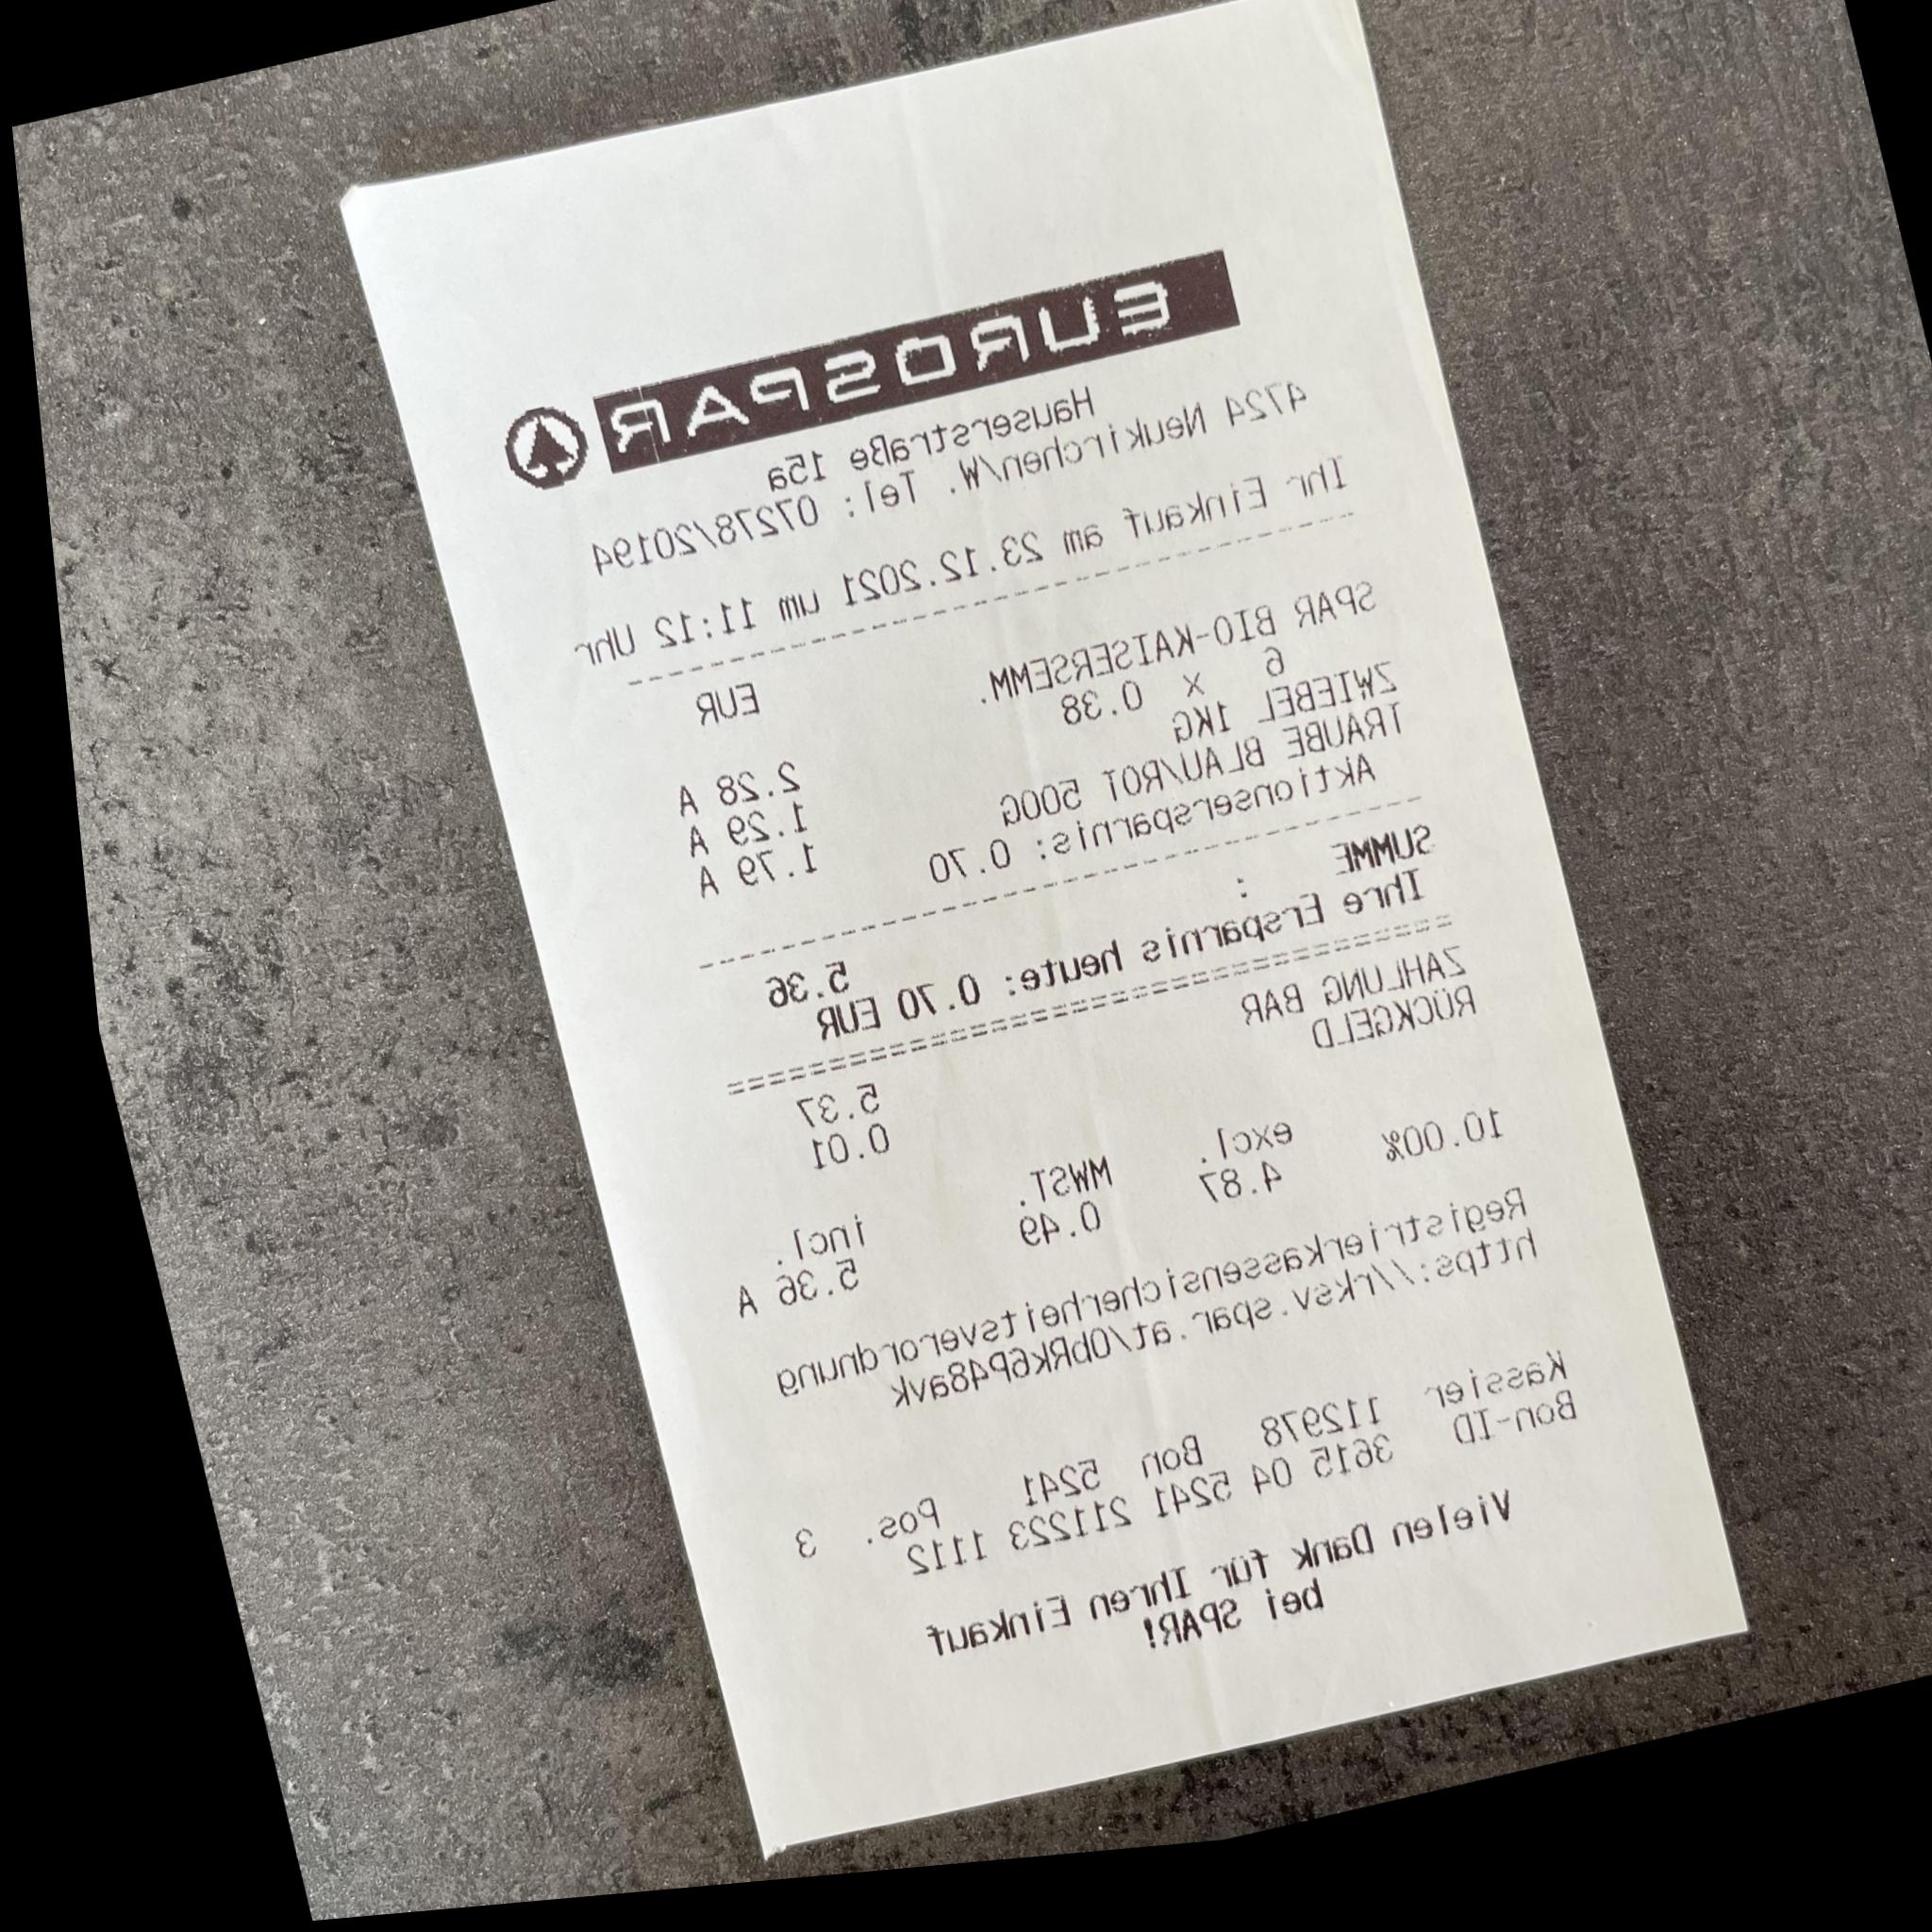 EUROSPAR
Hauserstraße 15a
4724 Neukirchen/W. Tel: 07278/20194
Ihr Einkauf am 23.12.2021 um 11:12 Uhr
EUR
SPAR BIO-KAISERSEMM.
6 x 0.38 2.28 A
ZWIEBEL 1KG 1.29 A
TRAUBE BLAU/ROT 500G 1.79 A
Aktionsersparnis: 0.70
SUMME : 5.36
Ihre Ersparnis heute: 0.70 EUR
ZAHLUNG BAR 5.37
RÜCKGELD 0.01
excl. MWST. incl.
10.00% 4.87 0.49 5.36 A
Registrierkassensicherheitsverordnung
https://rksv.spar.at/0bRk6P48avk
Kassier 112978 Bon 5241 Pos. 3
Bon-ID 3615 04 5241 211223 1112
Vielen Dank für Ihren Einkauf
bei SPAR!